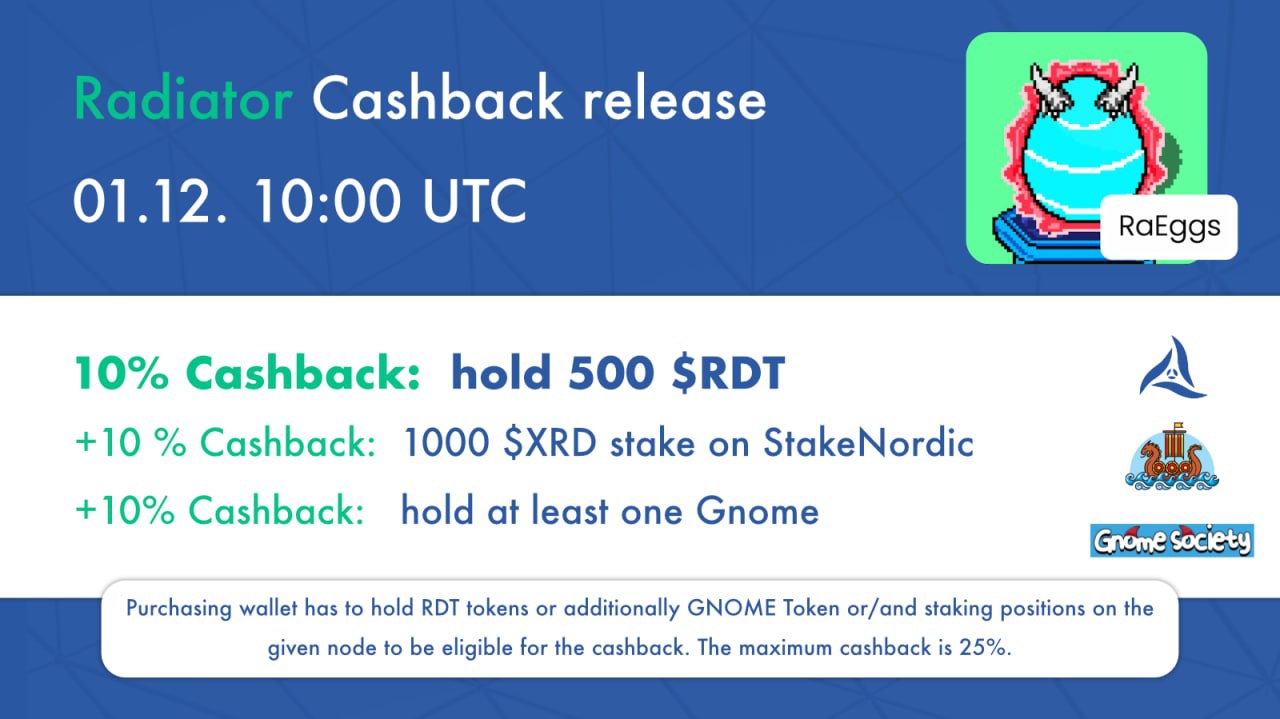 Radiator Cashback release
01.12. 10:00 UTC
RaEggs
10% Cashback: hold 500 $RDT
+10 % Cashback: 1000 $XRD stake on StakeNordic
+10% Cashback: hold at least one Gnome
Gnome Society
Purchasing wallet has to hold RDT tokens or additionally GNOME Token or/and staking positions on the
given node to be eligible for the cashback. The maximum cashback is 25%.